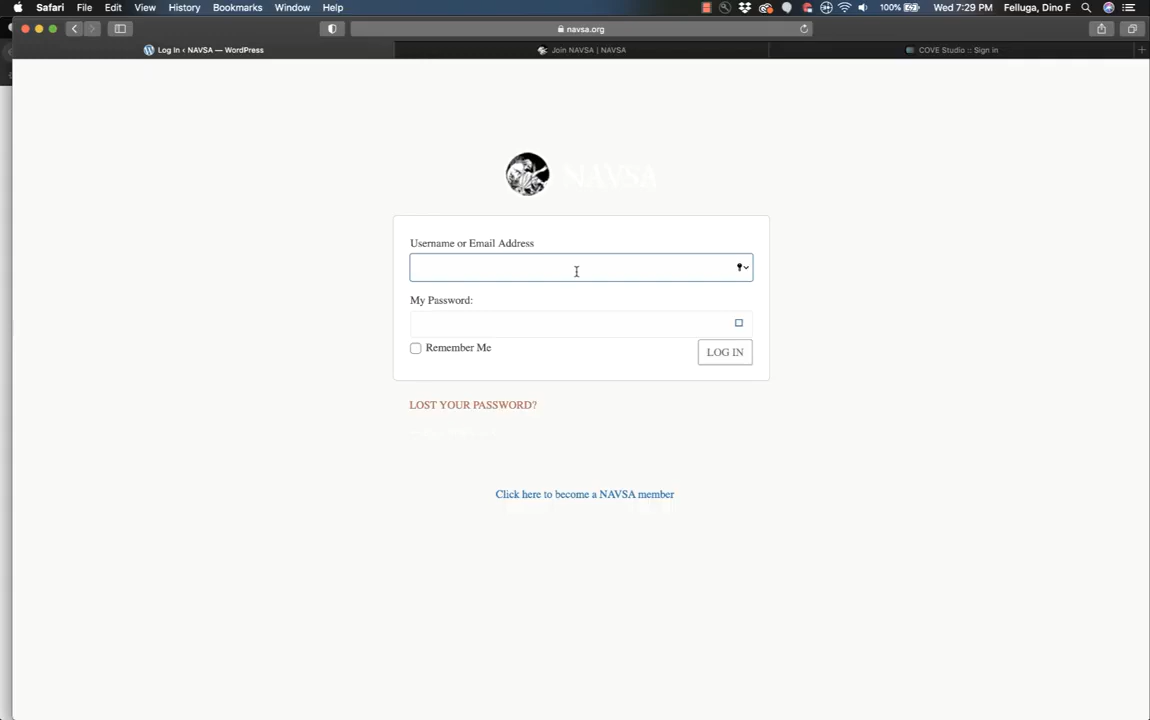 Safari File Edit View History Bookmarks Window Help 100% Wed 7:29 PM Felluga, Dino F
navsa.org
Log In ‹ NAVSA — WordPress Join NAVSA | NAVSA COVE Studio :: Sign in
NAVSA
Username or Email Address
My Password:
Remember Me LOG IN
LOST YOUR PASSWORD?
Click here to become a NAVSA member